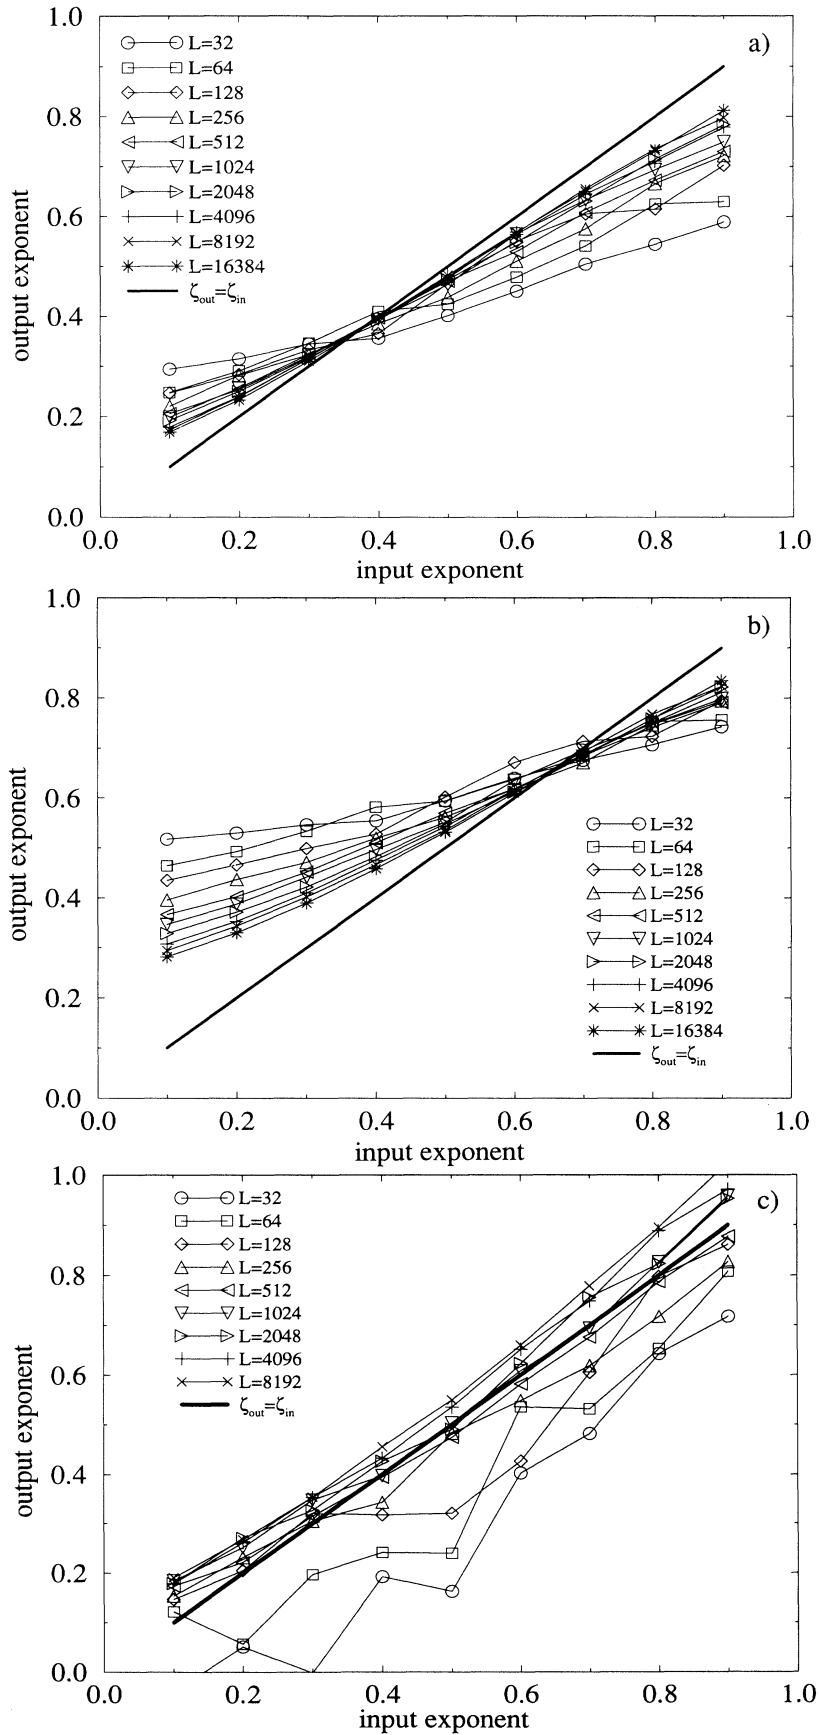 1.0
a)
L=32
L=64
L=128
L=256
L=512
L=1024
L=2048
L=4096
L=8192
L=16384
ζout=ζin
0.8
0.6
0.4
0.2
0.0
output exponent
0.0 0.2 0.4 0.6 0.8 1.0
input exponent
1.0
b)
0.8
0.6
0.4
0.2
0.0
output exponent
L=32
L=64
L=128
L=256
L=512
L=1024
L=2048
L=4096
L=8192
L=16384
ζout=ζin
0.0 0.2 0.4 0.6 0.8 1.0
input exponent
1.0
c)
L=32
L=64
L=128
L=256
L=512
L=1024
L=2048
L=4096
L=8192
ζout=ζin
0.8
0.6
0.4
0.2
0.0
output exponent
0.0 0.2 0.4 0.6 0.8 1.0
input exponent